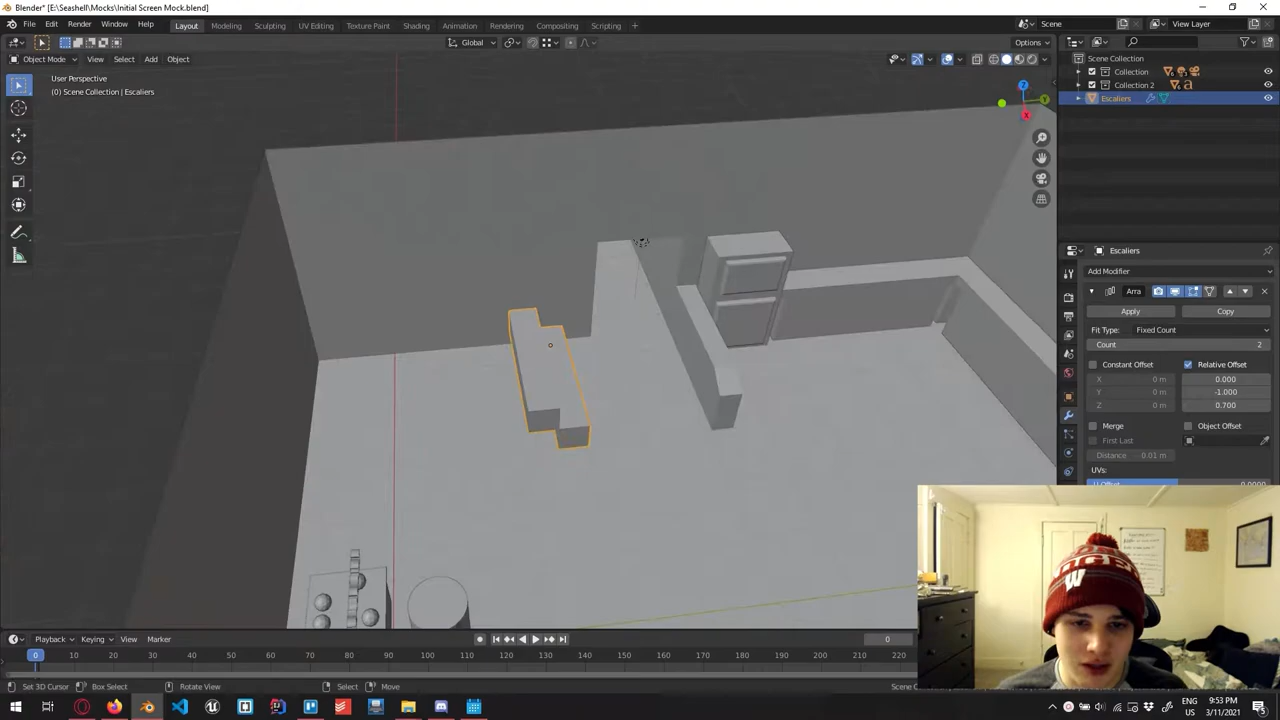 Blender* [E:\Seashell\Mocks\Initial Screen Mock.blend]
File Edit Render Window Help Layout Modeling Sculpting UV Editing Texture Paint Shading Animation Rendering Compositing Scripting + Scene View Layer
Global Options
Object Mode View Select Add Object
User Perspective
(0) Scene Collection | Escaliers
Scene Collection
Collection
Collection 2
Escaliers
Escaliers
Add Modifier
Arra
Apply Copy
Fit Type: Fixed Count
Count 2
Constant Offset Relative Offset
X 0 m 0.000
Y 0 m -1.000
Z 0 m 0.700
Merge Object Offset
First Last
Distance 0.01 m
UVs:
W
Playback Keying View Marker 0
0 10 20 30 40 50 60 70 80 90 100 110 120 130 140 150 160 170 180 190 200 210 220
Set 3D Cursor Box Select Rotate View Select Move
ENG 9:53 PM
US 3/11/2021